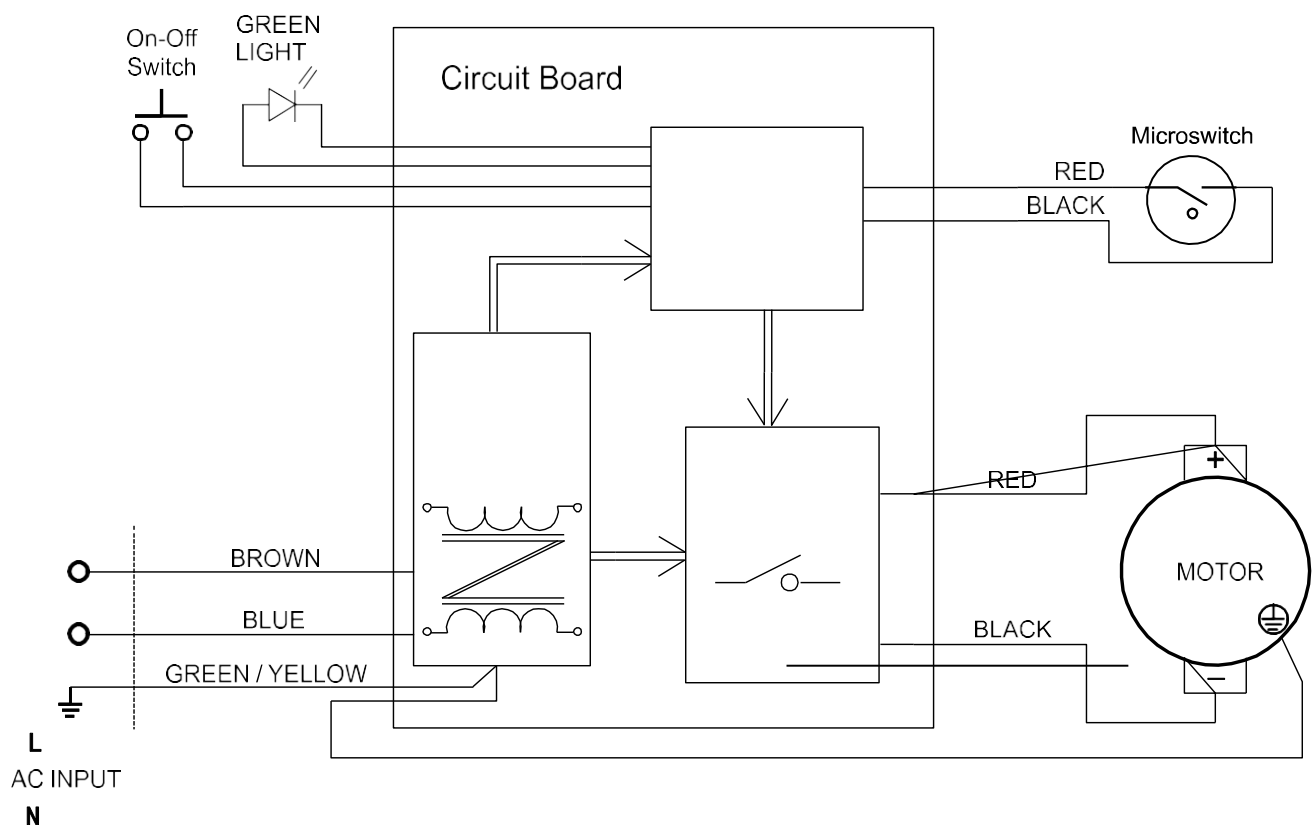 On-Off
Switch
GREEN
LIGHT
Circuit Board
Microswitch
RED
BLACK
RED
+
MOTOR
BROWN
BLUE
BLACK
GREEN / YELLOW
−
L
AC INPUT
N